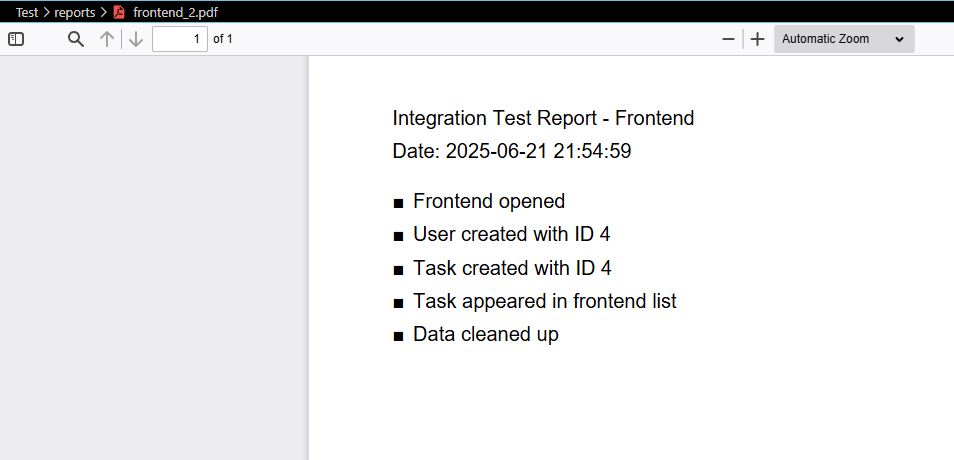 Test > reports > frontend_2.pdf
1 of 1 Automatic Zoom
Integration Test Report - Frontend
Date: 2025-06-21 21:54:59
■ Frontend opened
■ User created with ID 4
■ Task created with ID 4
■ Task appeared in frontend list
■ Data cleaned up